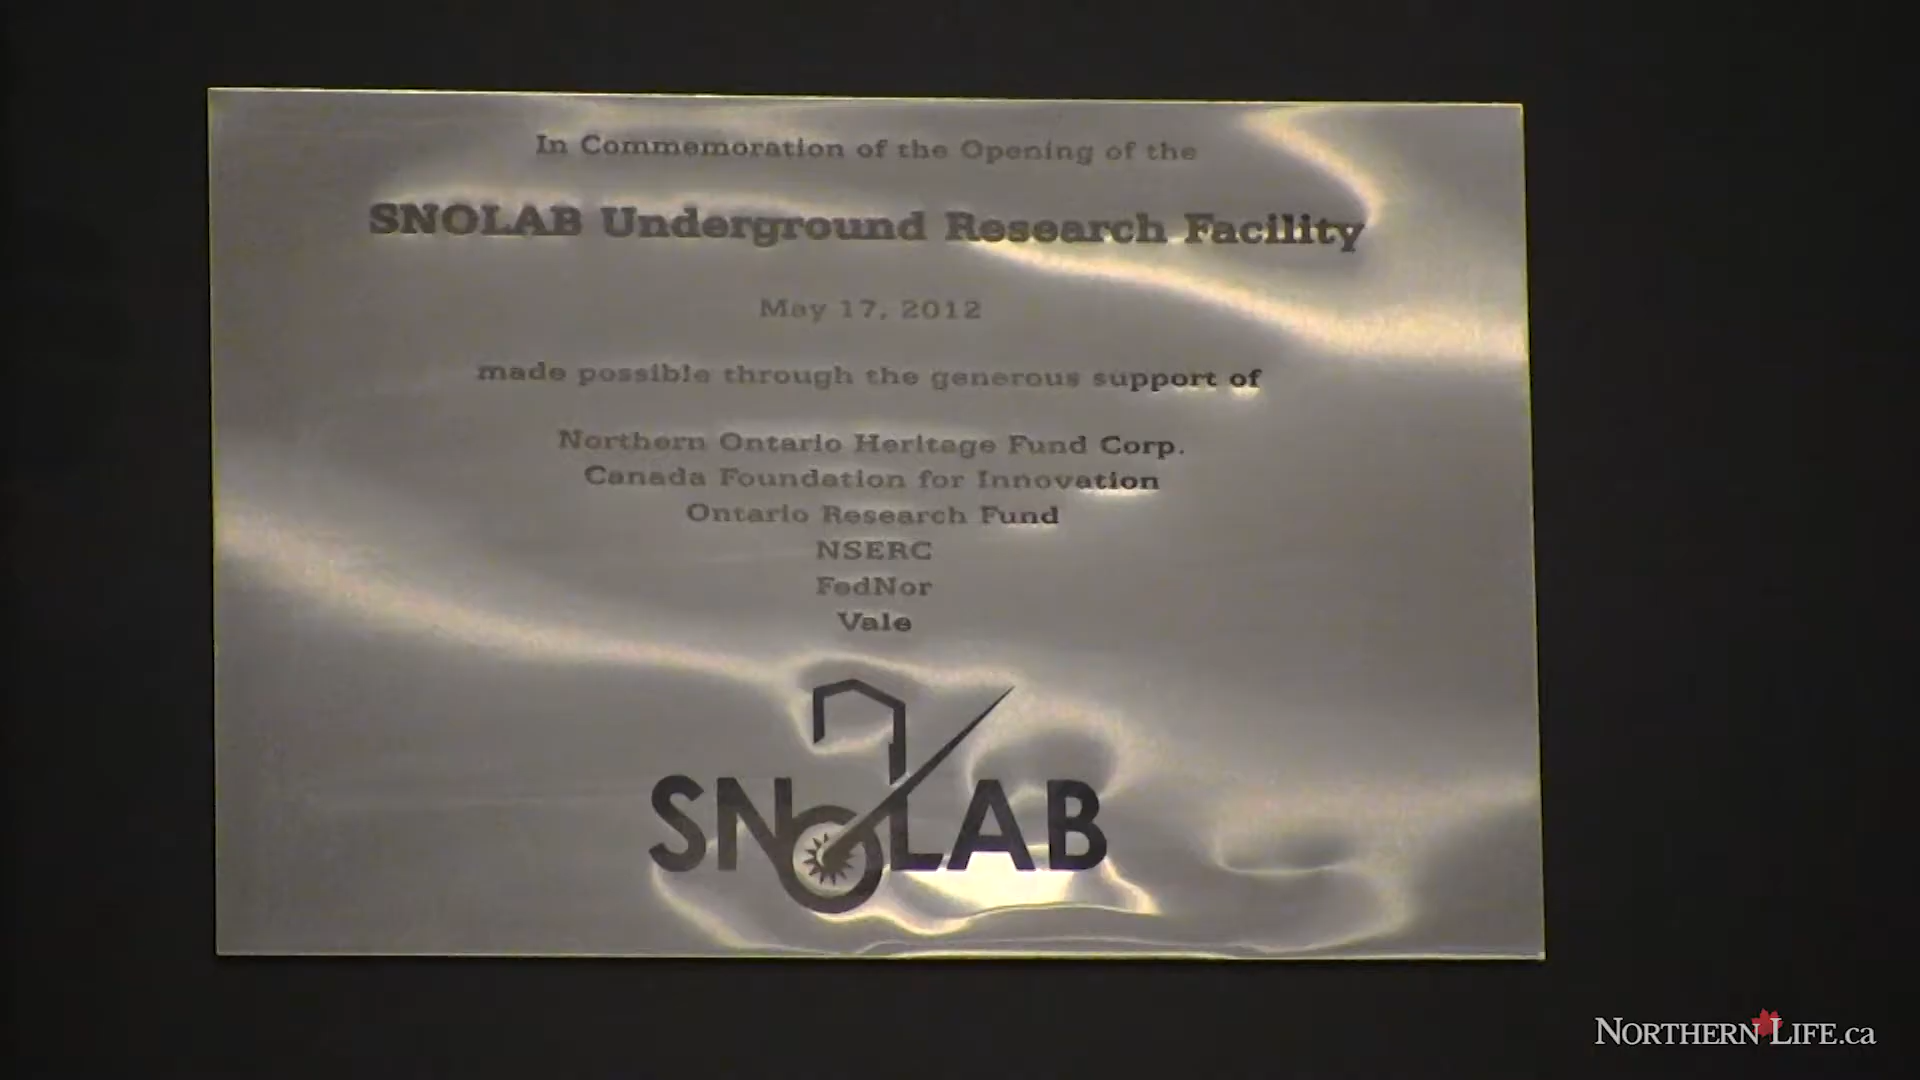 In Commemoration of the Opening of the
SNOLAB Underground Research Facility
May 17, 2012
made possible through the generous support of
Northern Ontario Heritage Fund Corp.
Canada Foundation for Innovation
Ontario Research Fund
NSERC
FedNor
Vale
SNOLAB
NORTHERN LIFE.ca